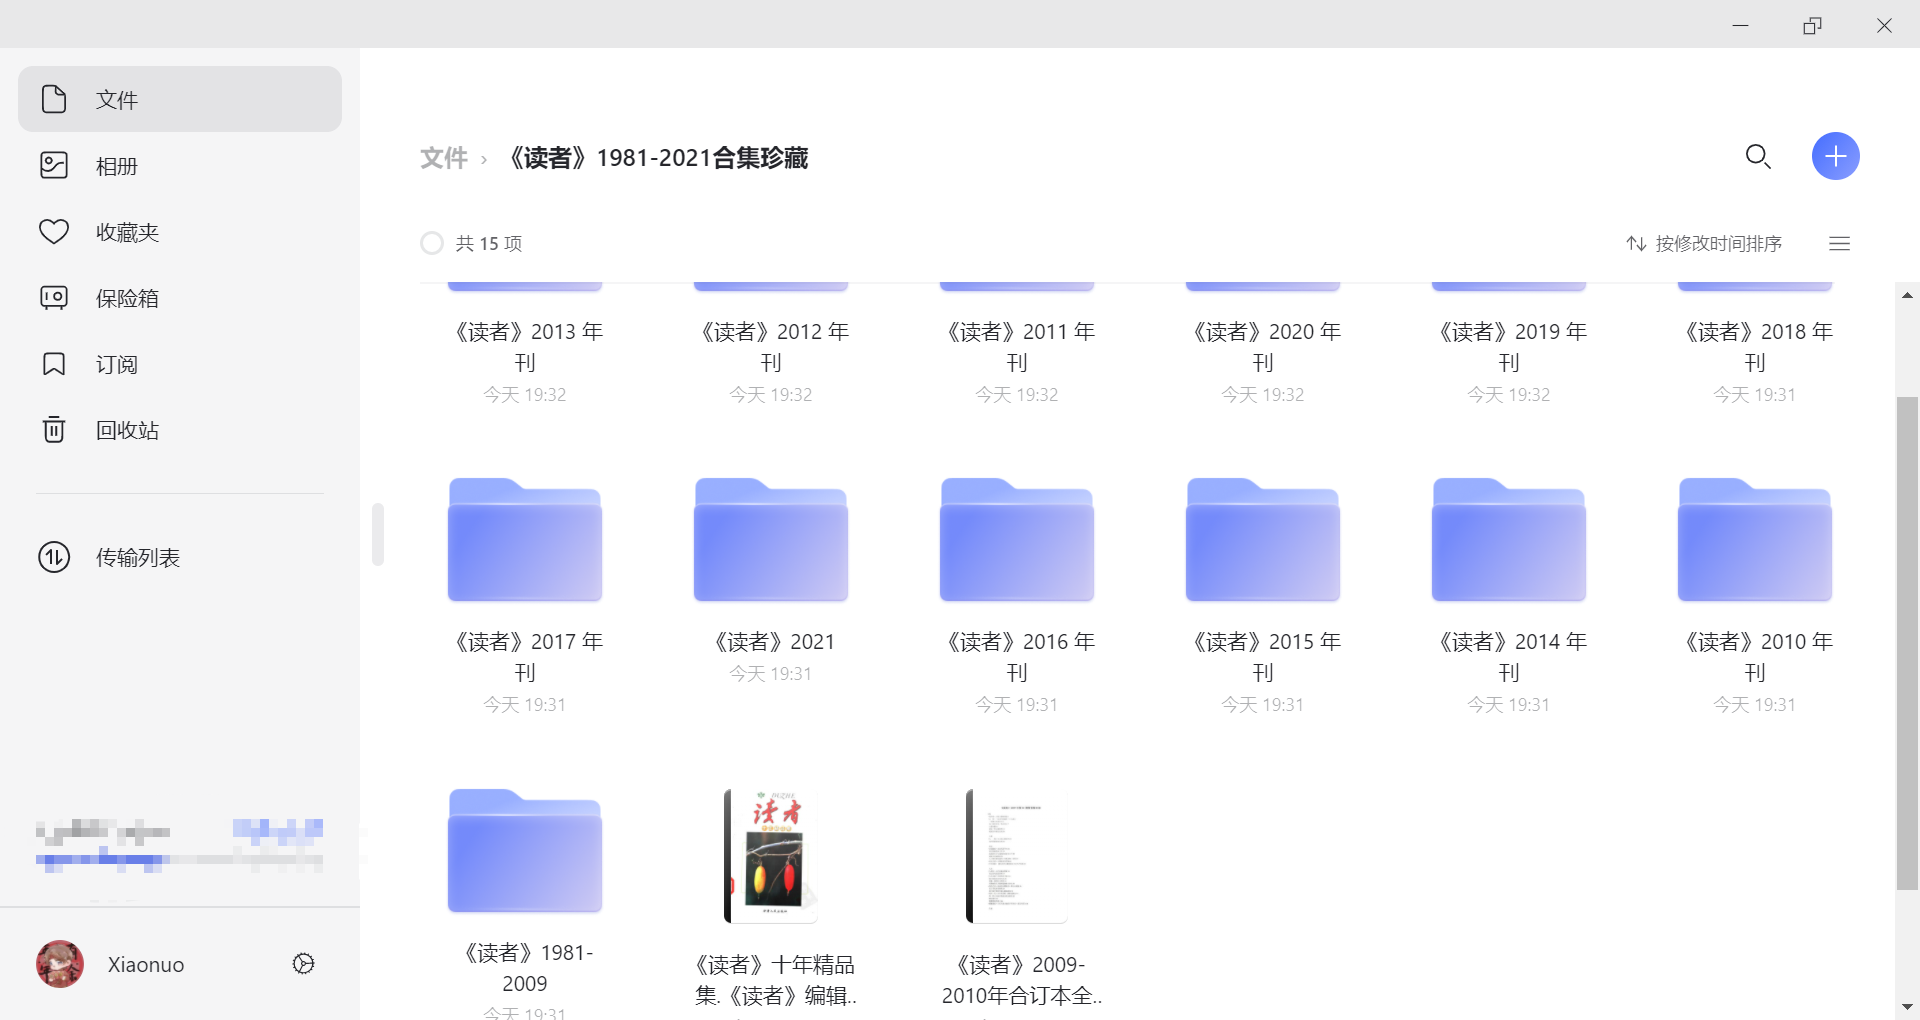 文件
相册
收藏夹
保险箱
订阅
回收站
传输列表
Xiaonuo
文件 › 《读者》1981-2021合集珍藏
共 15 项
按修改时间排序
《读者》2013 年
刊
今天 19:32
《读者》2012 年
刊
今天 19:32
《读者》2011 年
刊
今天 19:32
《读者》2020 年
刊
今天 19:32
《读者》2019 年
刊
今天 19:32
《读者》2018 年
刊
今天 19:31
《读者》2017 年
刊
今天 19:31
《读者》2021
今天 19:31
《读者》2016 年
刊
今天 19:31
《读者》2015 年
刊
今天 19:31
《读者》2014 年
刊
今天 19:31
《读者》2010 年
刊
今天 19:31
《读者》1981-
2009
今天 19:31
DUZHE
读者
《读者》十年精品
集.《读者》编辑..
《读者》2009-
2010年合订本全..